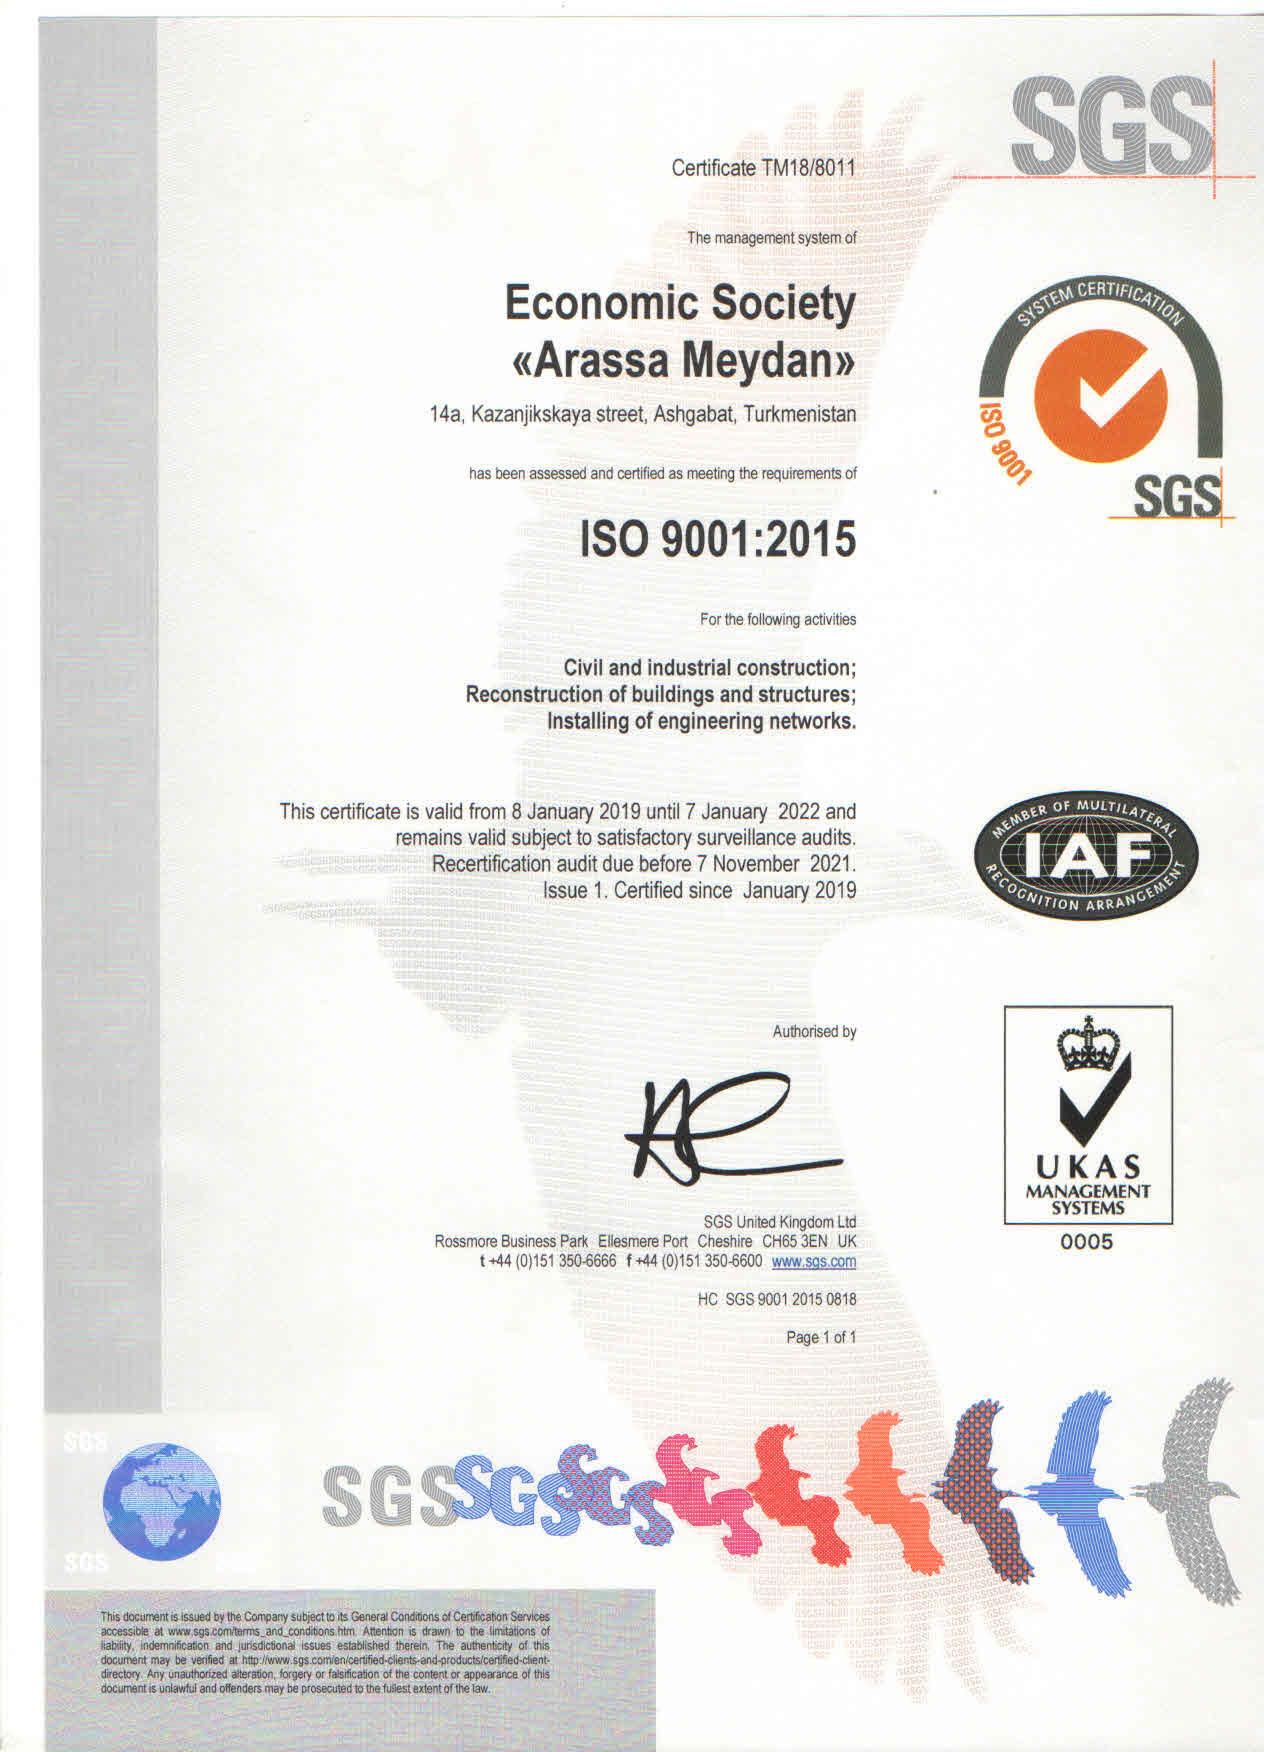 SGS
Certificate TM18/8011
The management system of
Economic Society
«Arassa Meydan»
14a, Kazanjikskaya street, Ashgabat, Turkmenistan
has been assessed and certified as meeting the requirements of
ISO 9001:2015
For the following activities
Civil and industrial construction;
Reconstruction of buildings and structures;
Installing of engineering networks.
This certificate is valid from 8 January 2019 until 7 January 2022 and
remains valid subject to satisfactory surveillance audits.
Recertification audit due before 7 November 2021.
Issue 1. Certified since January 2019
Authorised by
SGS United Kingdom Ltd
Rossmore Business Park Ellesmere Port Cheshire CH65 3EN UK
t +44 (0)151 350-6666 f +44 (0)151 350-6600 www.sgs.com
HC SGS 9001 2015 0818
Page 1 of 1
SYSTEM CERTIFICATION
ISO 9001
SGS
MEMBER OF MULTILATERAL
IAF
RECOGNITION ARRANGEMENT
UKAS
MANAGEMENT
SYSTEMS
0005
SGS
SGS
SGS
SGS
SGS
This document is issued by the Company subject to its General Conditions of Certification Services
accessible at www.sgs.com/terms_and_conditions.htm. Attention is drawn to the limitations of
liability, indemnification and jurisdictional issues established therein. The authenticity of this
document may be verified at http://www.sgs.com/en/certified-clients-and-products/certified-client-
directory. Any unauthorized alteration, forgery or falsification of the content or appearance of this
document is unlawful and offenders may be prosecuted to the fullest extent of the law.